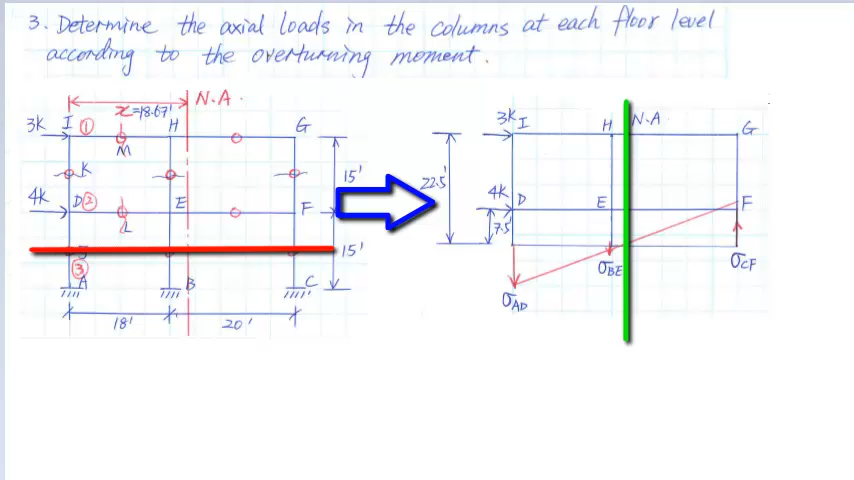 3. Determine the axial loads in the columns at each floor level
according to the overturning moment.
N.A.
x=18.67'
3K I ① H G
M
K
15'
4K D ② E F
L
15'
③
A B C
18' 20'
3K I H N.A G
22.5'
4K D E F
7.5'
σBE σCF
σAD